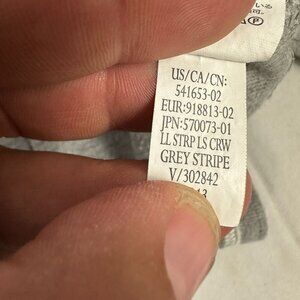 US/CA/CN:
541653-02
EUR:918813-02
JPN:570073-01
LL STRP LS CRW
GREY STRIPE
V/302842